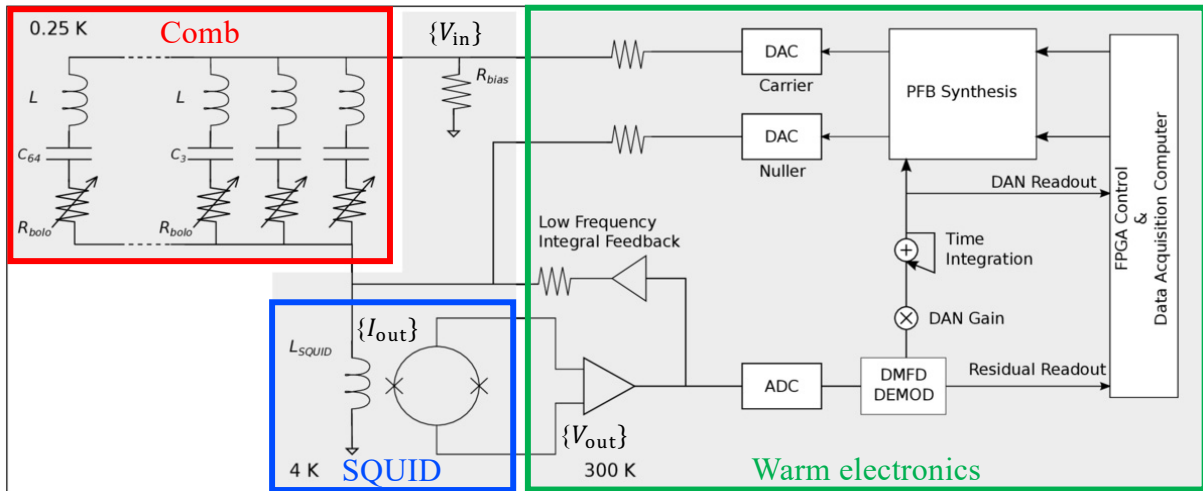 0.25 K
Comb
{V_in}
R_bias
L
L
C_64
C_3
R_bolo
R_bolo
DAC
Carrier
DAC
Nuller
PFB Synthesis
DAN Readout
FPGA Control
&
Data Acquisition Computer
Low Frequency
Integral Feedback
+
Time
Integration
DAN Gain
{I_out}
L_SQUID
ADC
DMFD
DEMOD
Residual Readout
{V_out}
4 K
SQUID
300 K
Warm electronics